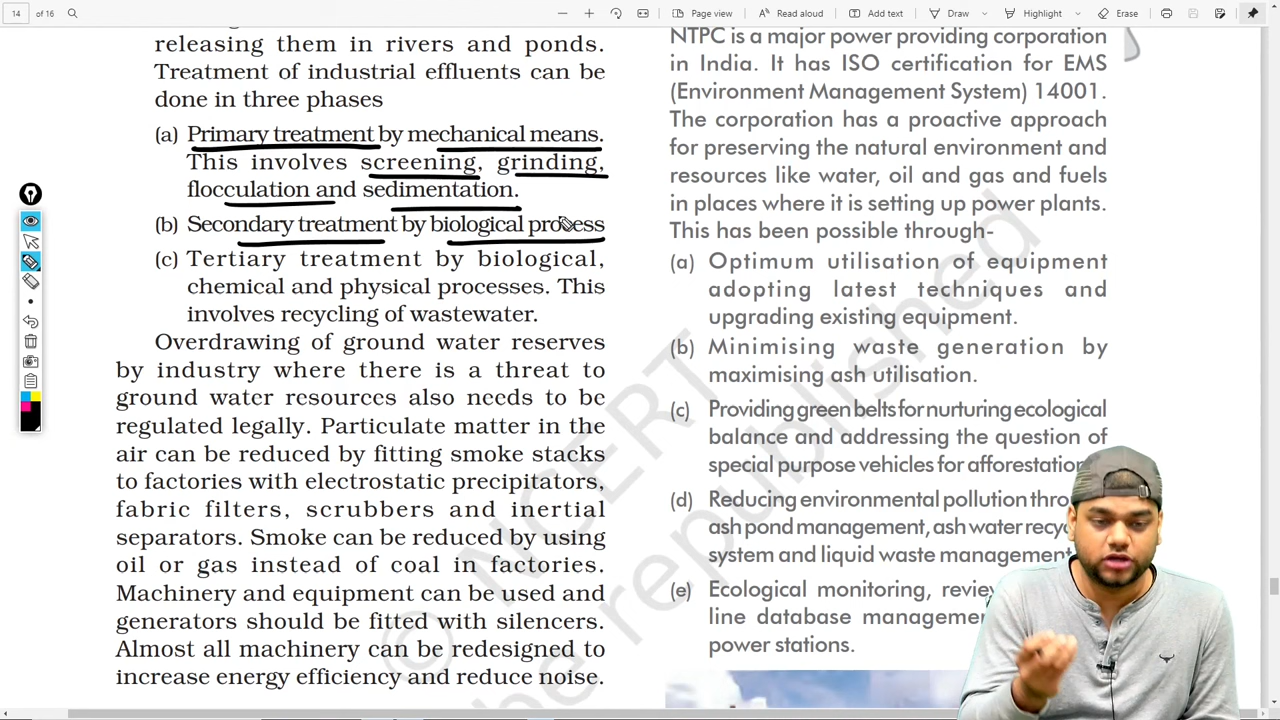 14 of 16
Page view
Read aloud
Add text
Draw
Highlight
Erase
releasing them in rivers and ponds.
Treatment of industrial effluents can be
done in three phases
(a) Primary treatment by mechanical means.
This involves screening, grinding,
flocculation and sedimentation.
(b) Secondary treatment by biological process
(c) Tertiary treatment by biological,
chemical and physical processes. This
involves recycling of wastewater.
Overdrawing of ground water reserves
by industry where there is a threat to
ground water resources also needs to be
regulated legally. Particulate matter in the
air can be reduced by fitting smoke stacks
to factories with electrostatic precipitators,
fabric filters, scrubbers and inertial
separators. Smoke can be reduced by using
oil or gas instead of coal in factories.
Machinery and equipment can be used and
generators should be fitted with silencers.
Almost all machinery can be redesigned to
increase energy efficiency and reduce noise.
NTPC is a major power providing corporation
in India. It has ISO certification for EMS
(Environment Management System) 14001.
The corporation has a proactive approach
for preserving the natural environment and
resources like water, oil and gas and fuels
in places where it is setting up power plants.
This has been possible through-
(a) Optimum utilisation of equipment
adopting latest techniques and
upgrading existing equipment.
(b) Minimising waste generation by
maximising ash utilisation.
(c) Providing green belts for nurturing ecological
balance and addressing the question of
special purpose vehicles for afforestation
(d) Reducing environmental pollution thro
ash pond management, ash water recyc
system and liquid waste management
(e) Ecological monitoring, review
line database manageme
power stations.
© NCERT
be republished